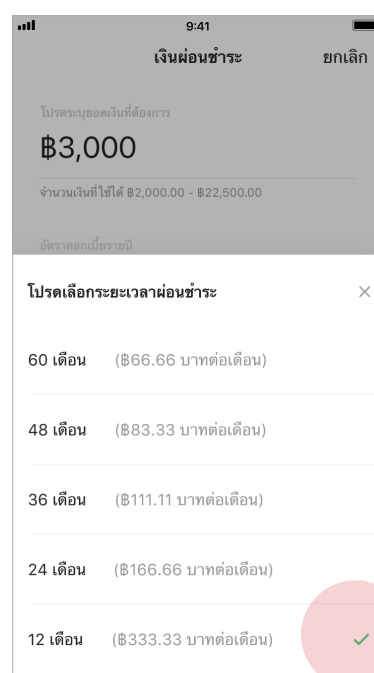 9:41
เงินผ่อนชำระ ยกเลิก
โปรดระบุยอดเงินที่ต้องการ
฿3,000
จำนวนเงินที่ใช้ได้ ฿2,000.00 - ฿22,500.00
อัตราดอกเบี้ยรายปี
โปรดเลือกระยะเวลาผ่อนชำระ
60 เดือน (฿66.66 บาทต่อเดือน)
48 เดือน (฿83.33 บาทต่อเดือน)
36 เดือน (฿111.11 บาทต่อเดือน)
24 เดือน (฿166.66 บาทต่อเดือน)
12 เดือน (฿333.33 บาทต่อเดือน)